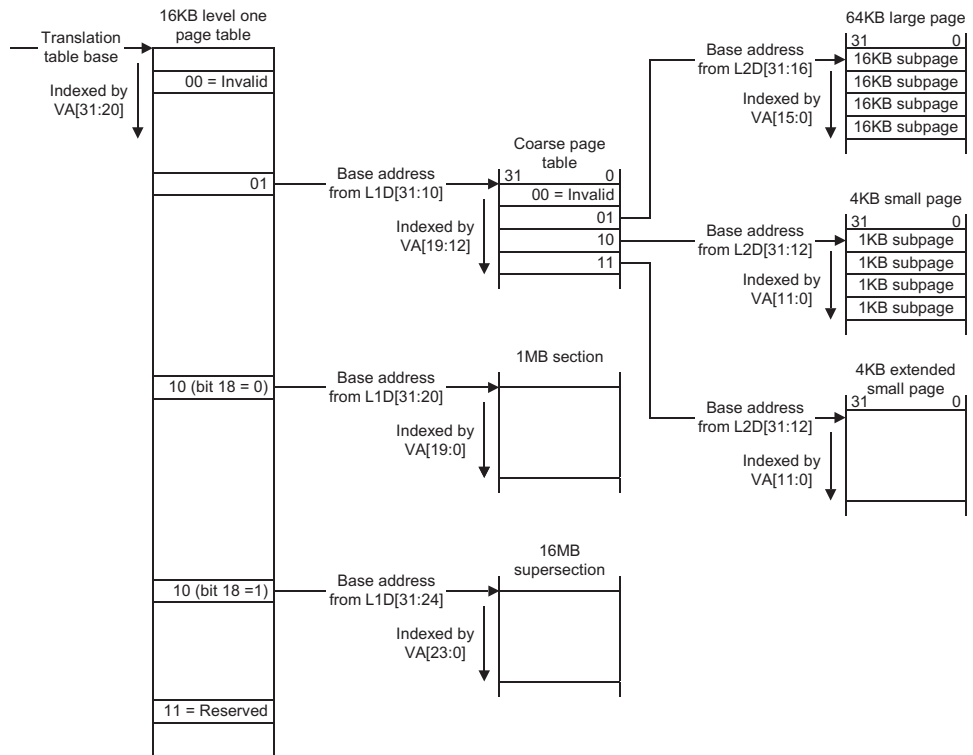 16KB level one
page table
Translation
table base
Indexed by
VA[31:20]
00 = Invalid
01
10 (bit 18 = 0)
10 (bit 18 =1)
11 = Reserved
Base address
from L1D[31:10]
Indexed by
VA[19:12]
Coarse page
table
31 0
00 = Invalid
01
10
11
Base address
from L1D[31:20]
Indexed by
VA[19:0]
1MB section
Base address
from L1D[31:24]
Indexed by
VA[23:0]
16MB
supersection
Base address
from L2D[31:16]
Indexed by
VA[15:0]
64KB large page
31 0
16KB subpage
16KB subpage
16KB subpage
16KB subpage
Base address
from L2D[31:12]
Indexed by
VA[11:0]
4KB small page
31 0
1KB subpage
1KB subpage
1KB subpage
1KB subpage
Base address
from L2D[31:12]
Indexed by
VA[11:0]
4KB extended
small page
31 0